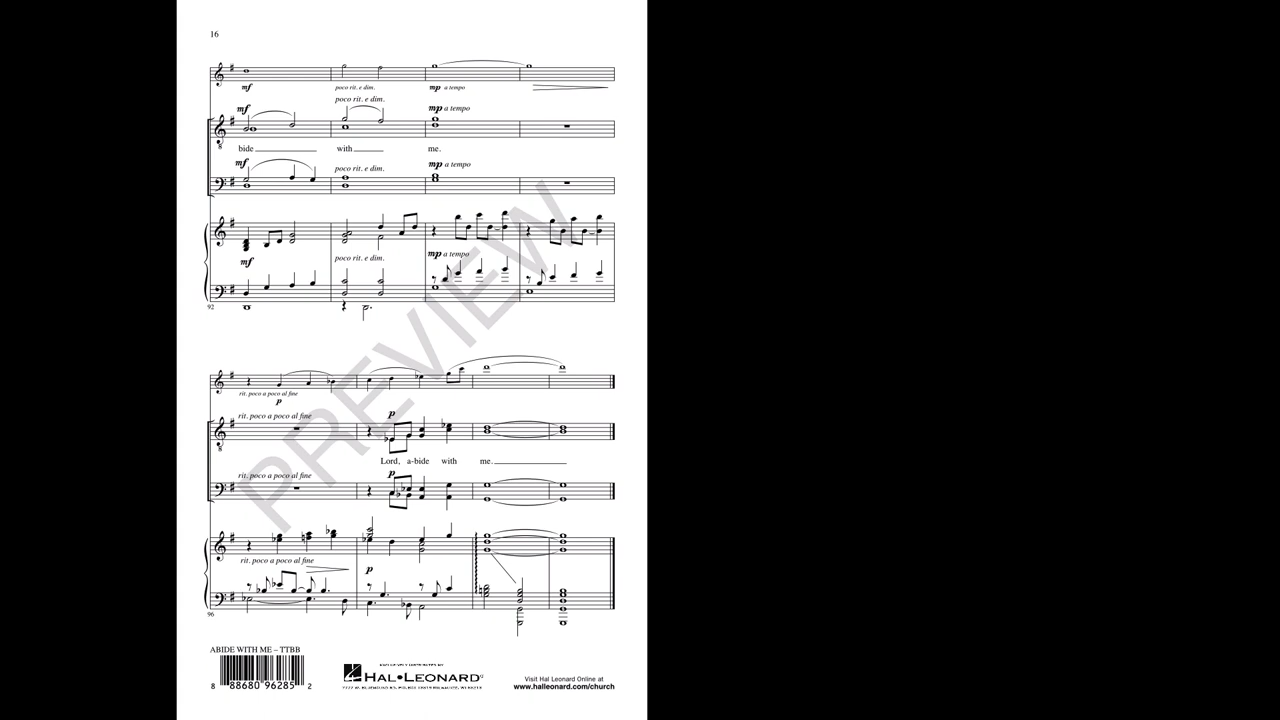 16
mf poco rit. e dim. mp a tempo
poco rit. e dim.
mf mp a tempo
bide with me.
mf poco rit. e dim. mp a tempo
mf poco rit. e dim. mp a tempo
92
PREVIEW
rit. poco a poco al fine
p
rit. poco a poco al fine p
Lord, a-bide with me.
rit. poco a poco al fine p
rit. poco a poco al fine p
96
ABIDE WITH ME – TTBB
8 88680 96285 2
HAL•LEONARD
Visit Hal Leonard Online at
www.halleonard.com/church